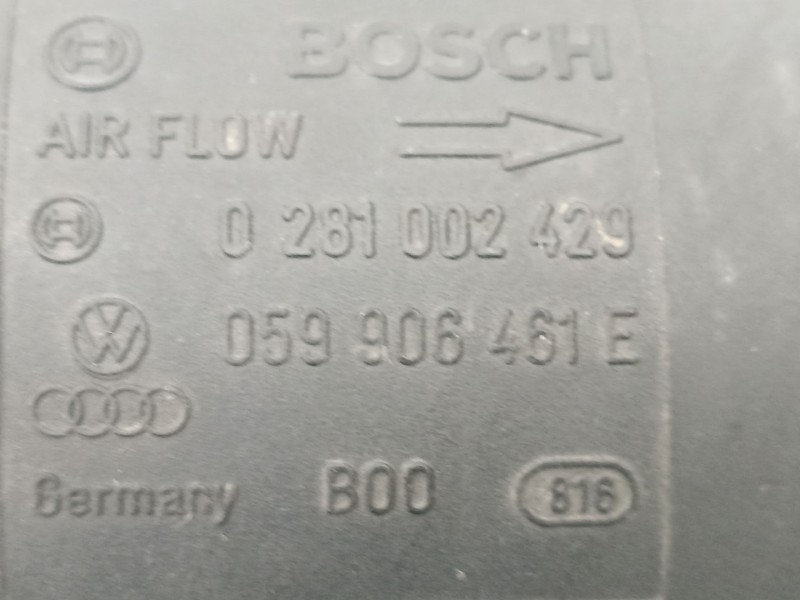 BOSCH
AIR FLOW
0 281 002 429
059 906 461 E
Germany B00 816